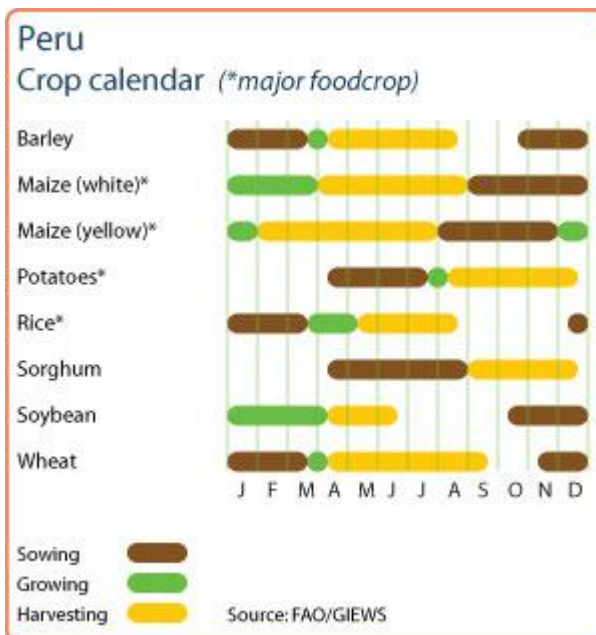 Peru
Crop calendar (*major foodcrop)
Barley
Maize (white)*
Maize (yellow)*
Potatoes*
Rice*
Sorghum
Soybean
Wheat
J F M A M J J A S O N D
Sowing
Growing
Harvesting Source: FAO/GIEWS